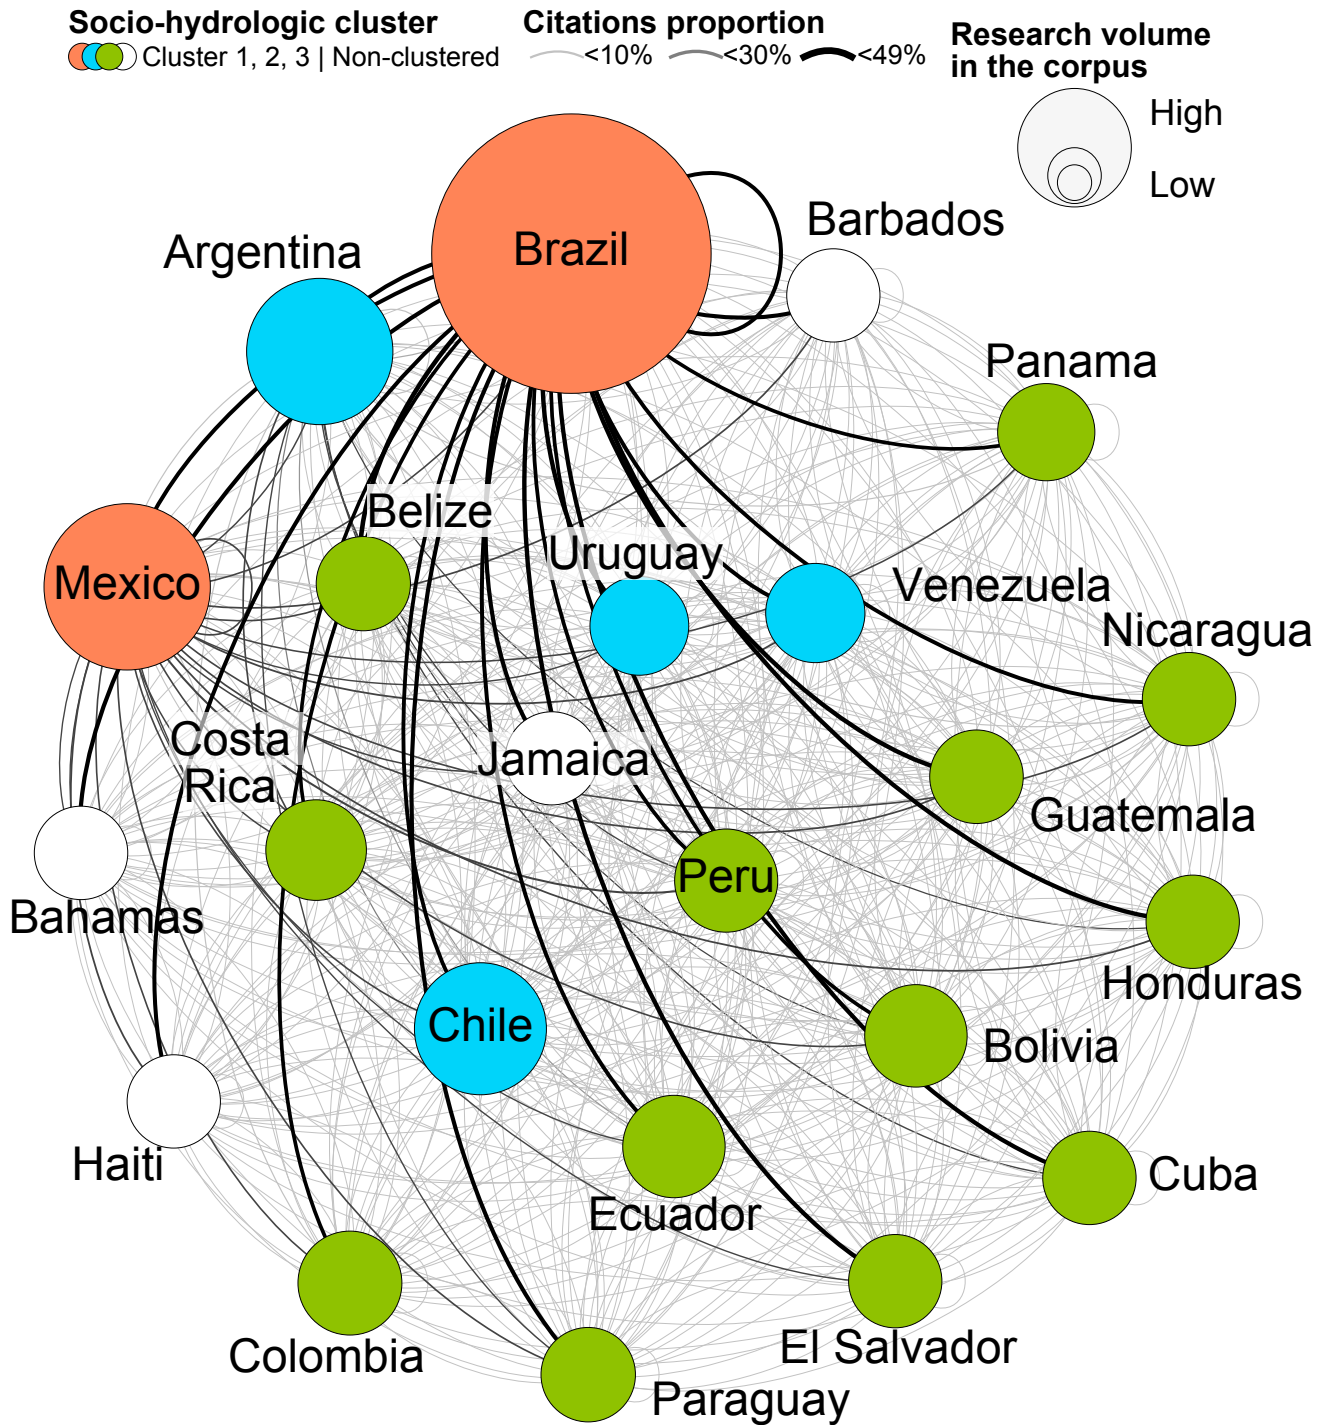 Socio-hydrologic cluster
Cluster 1, 2, 3 | Non-clustered
Citations proportion
<10%
<30%
<49%
Research volume
in the corpus
High
Low
Brazil
Barbados
Argentina
Panama
Belize
Uruguay
Mexico
Venezuela
Nicaragua
Costa
Rica
Jamaica
Guatemala
Peru
Bahamas
Honduras
Chile
Bolivia
Haiti
Cuba
Ecuador
El Salvador
Colombia
Paraguay